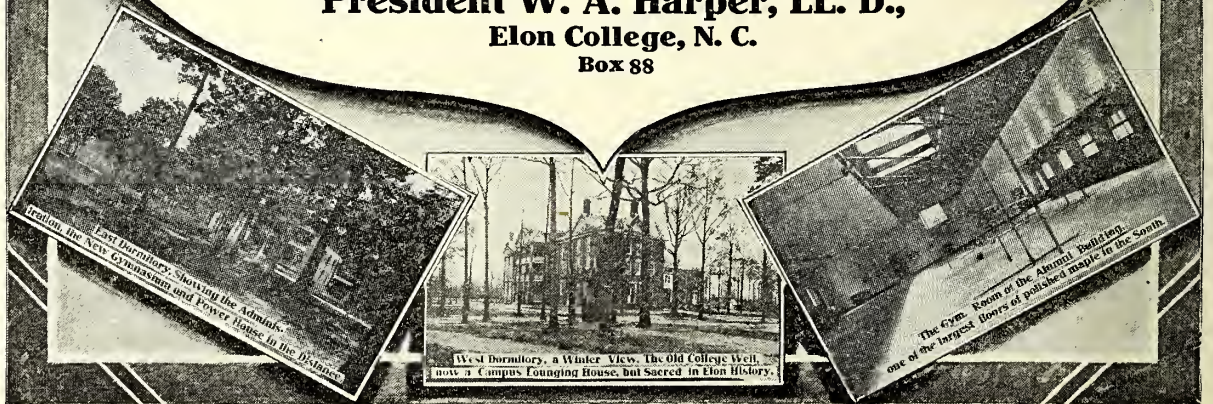 President W. A. Harper, LL. D.,
Elon College, N. C.
Box 88
East Dormitory, Showing the Adminis-
tration, the New Gymnasium and Power House in the Distance.
West Dormitory, a Winter View. The Old College Well,
now a Campus Lounging House, but Sacred in Elon History.
The Gym. Room of the Alumni Building,
one of the largest floors of polished maple in the South.